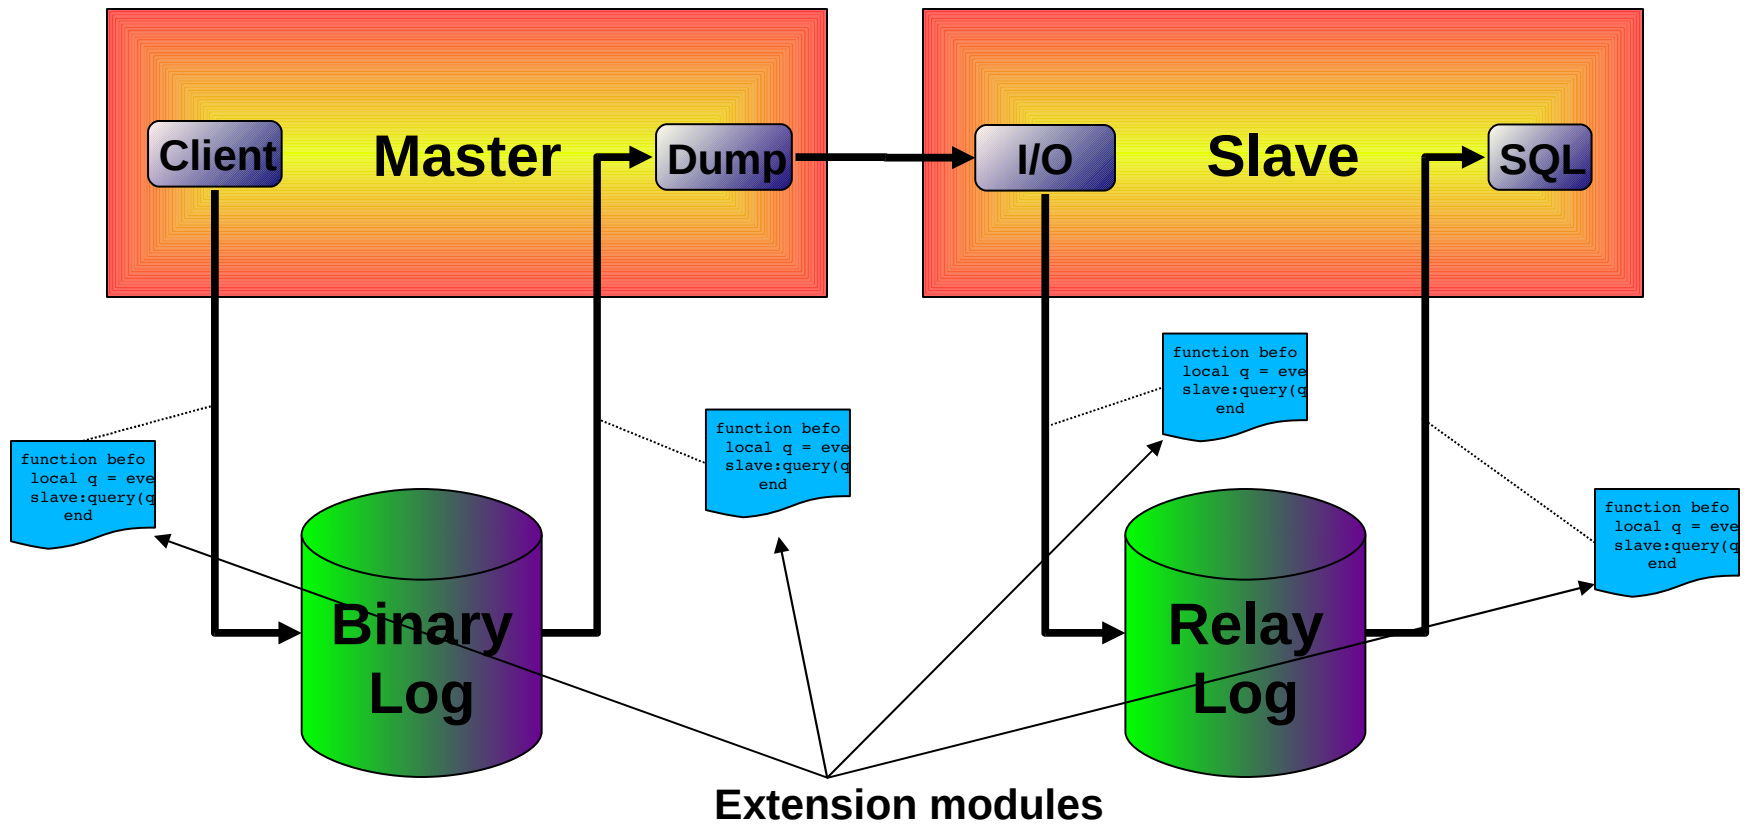 Client
Master
Dump
I/O
Slave
SQL
function befo
local q = eve
slave:query(q
end
function befo
local q = eve
slave:query(q
end
function befo
local q = eve
slave:query(q
end
function befo
local q = eve
slave:query(q
end
Binary
Log
Relay
Log
Extension modules